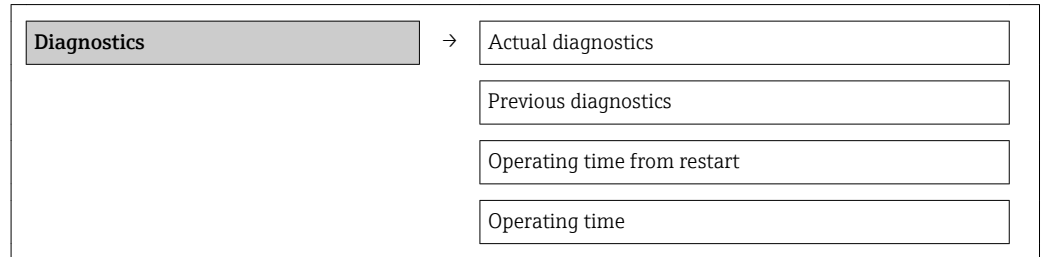 Diagnostics → Actual diagnostics
Previous diagnostics
Operating time from restart
Operating time